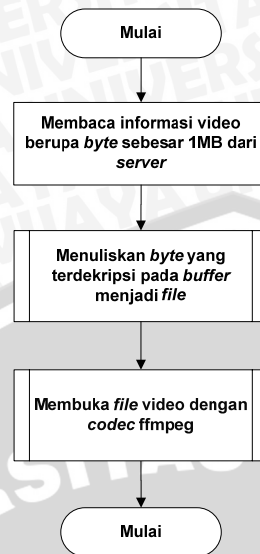 Mulai
Membaca informasi video
berupa byte sebesar 1MB dari
server
Menuliskan byte yang
terdekripsi pada buffer
menjadi file
Membuka file video dengan
codec ffmpeg
Mulai